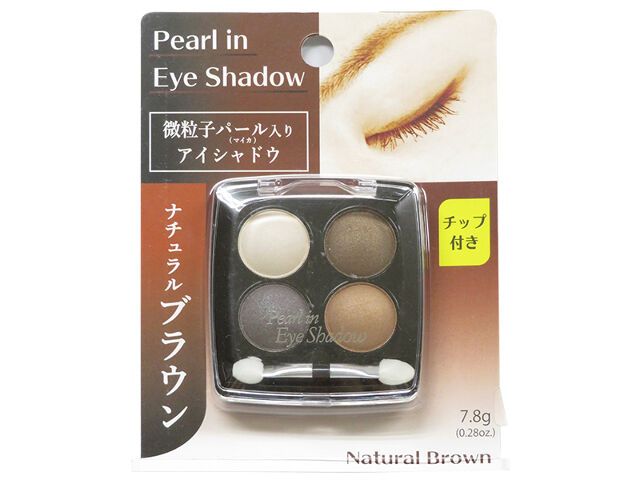 Pearl in
Eye Shadow
微粒子パール入り
(マイカ)
アイシャドウ
ナチュラル
ブラウン
チップ
付き
Pearl in
Eye Shadow
7.8g
(0.28oz.)
Natural Brown